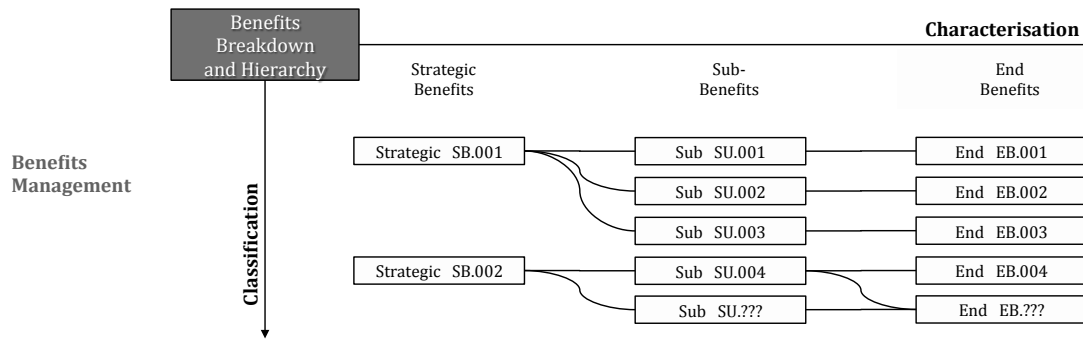 Benefits
Breakdown
and Hierarchy
Characterisation
Strategic
Benefits
Sub-
Benefits
End
Benefits
Benefits
Management
Classification
Strategic SB.001
Sub SU.001
End EB.001
Sub SU.002
End EB.002
Sub SU.003
End EB.003
Strategic SB.002
Sub SU.004
End EB.004
Sub SU.???
End EB.???